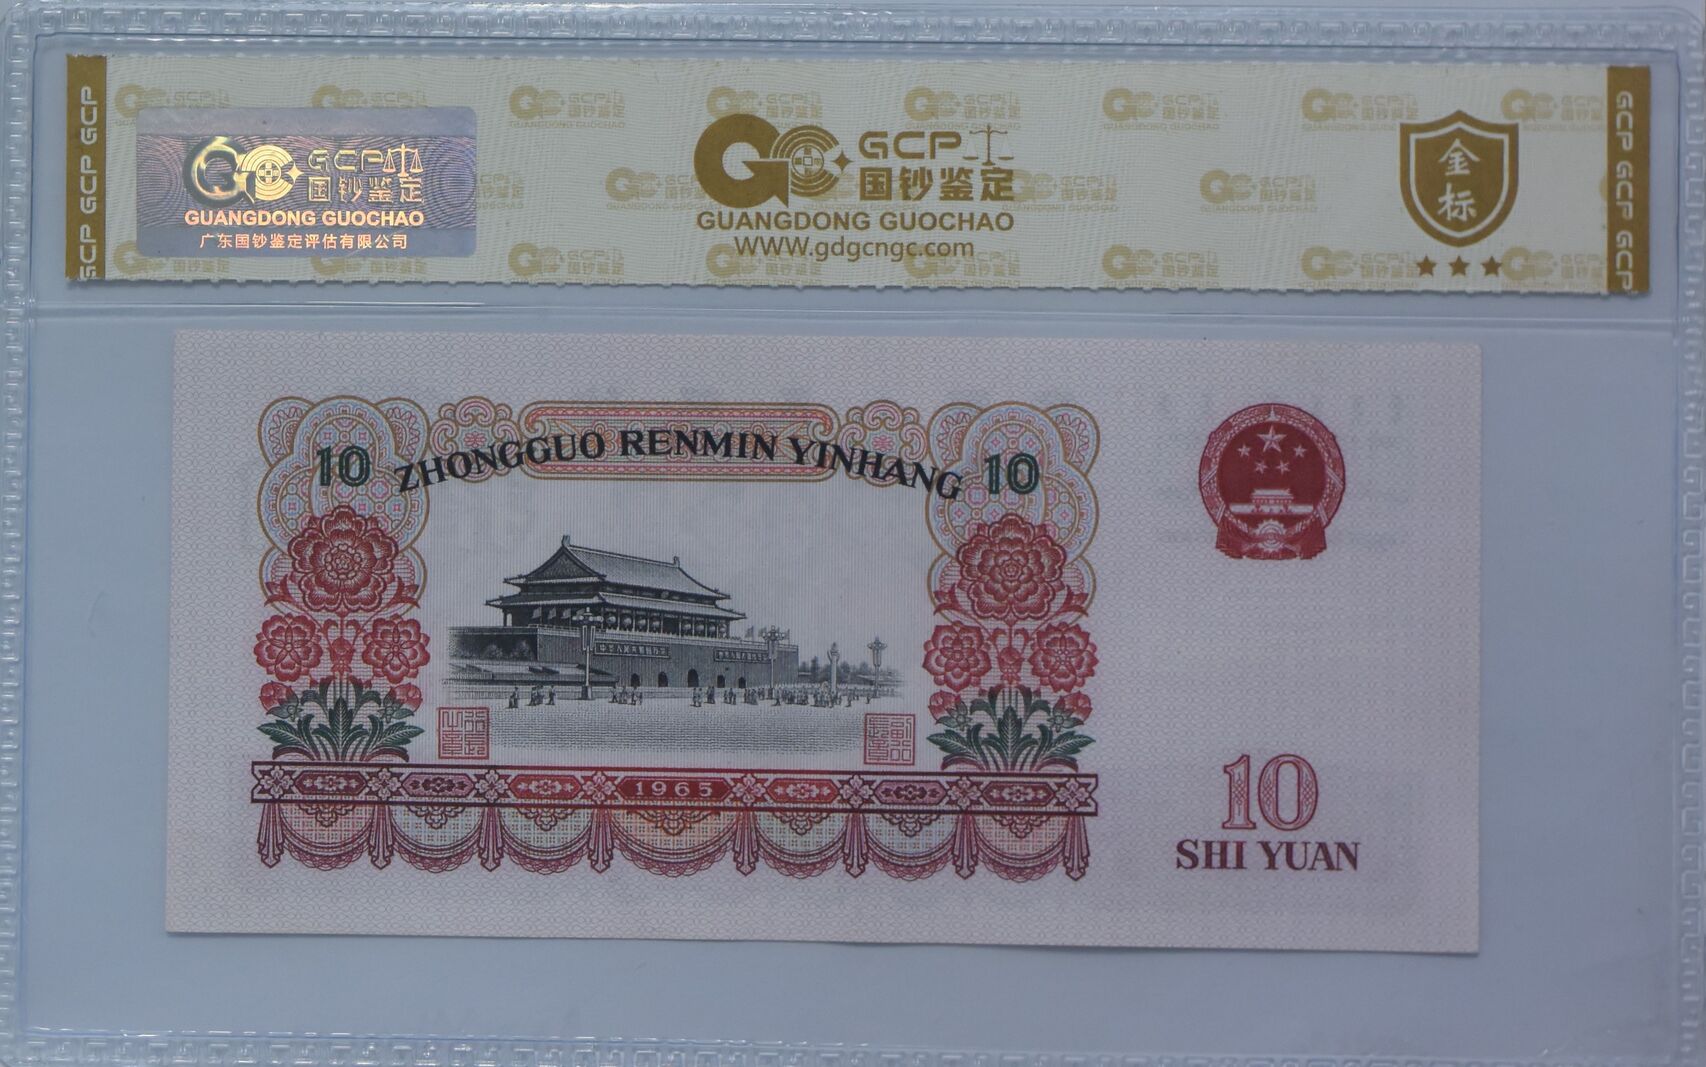 GCP GCP GCP
GCP 国钞鉴定
GUANGDONG GUOCHAO
广东国钞鉴定评估有限公司
GCP
国钞鉴定
GUANGDONG GUOCHAO
WWW.gdgcngc.com
金标
GCP GCP GCP GCP
10 ZHONGGUO RENMIN YINHANG 10
1965
10
SHI YUAN